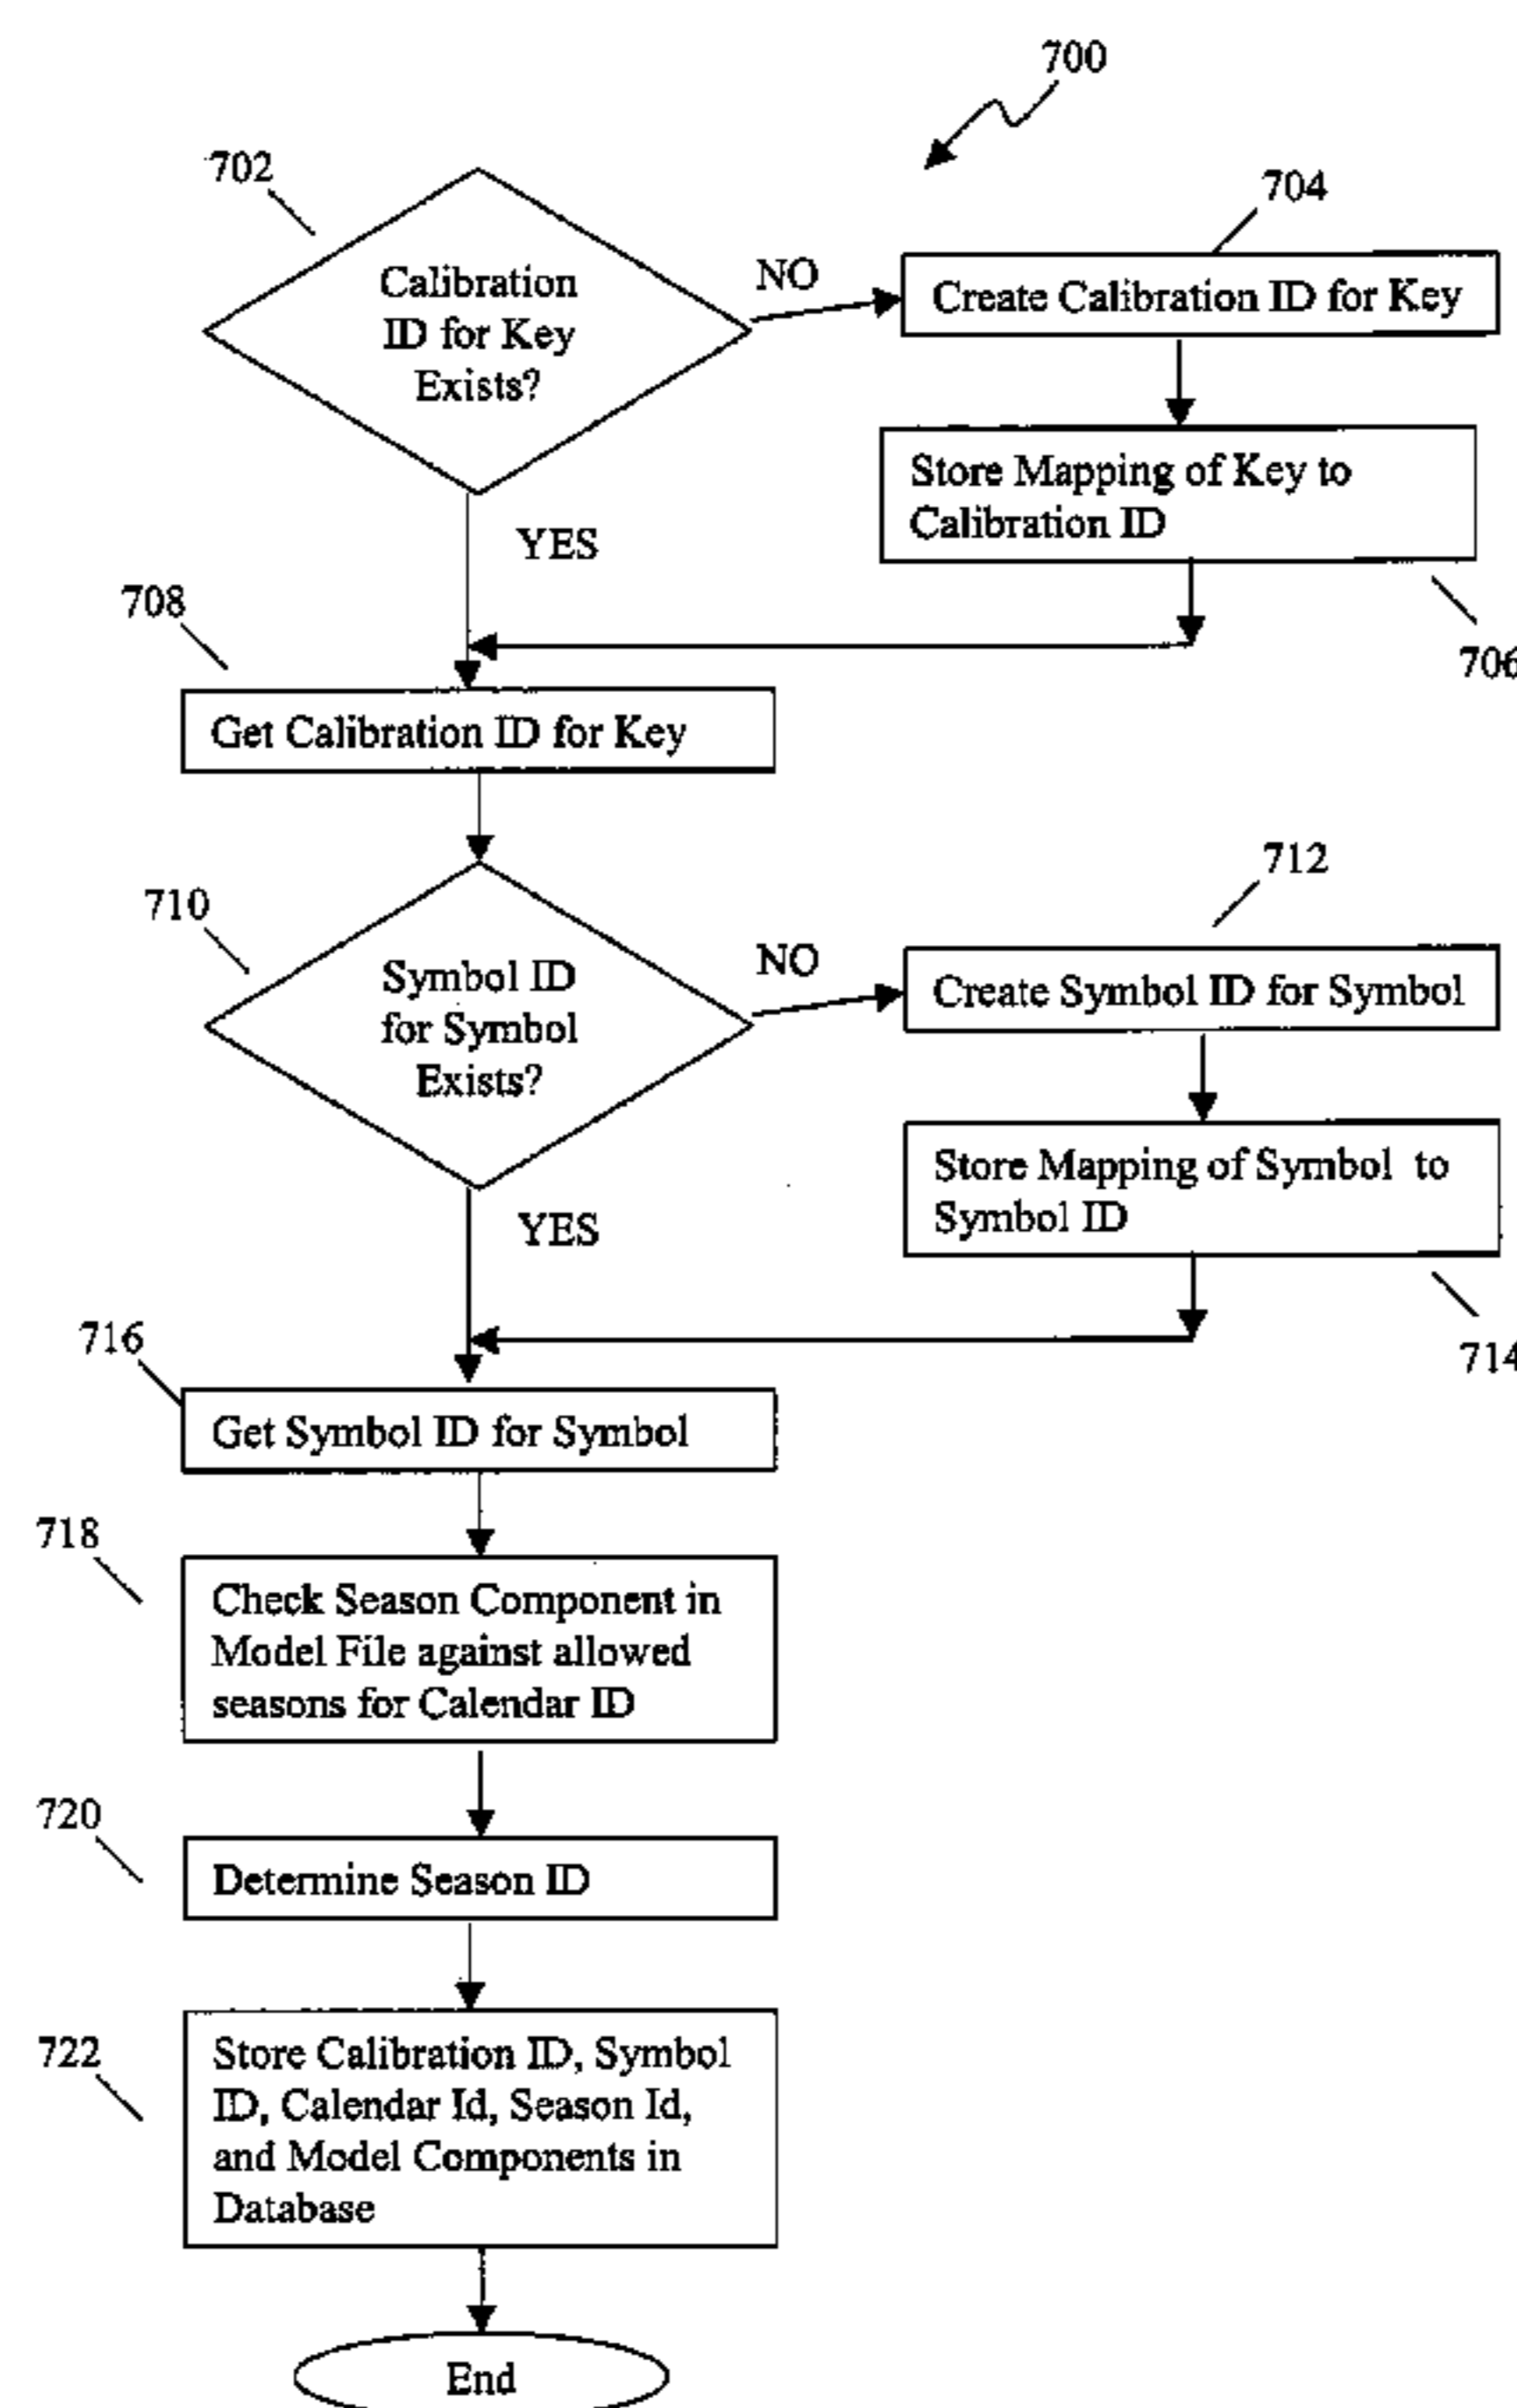 700
702
704
Calibration
ID for Key
Exists?
NO
Create Calibration ID for Key
Store Mapping of Key to
Calibration ID
YES
706
708
Get Calibration ID for Key
710
712
Symbol ID
for Symbol
Exists?
NO
Create Symbol ID for Symbol
Store Mapping of Symbol to
Symbol ID
YES
714
716
Get Symbol ID for Symbol
718
Check Season Component in
Model File against allowed
seasons for Calendar ID
720
Determine Season ID
722
Store Calibration ID, Symbol
ID, Calendar Id, Season Id,
and Model Components in
Database
End